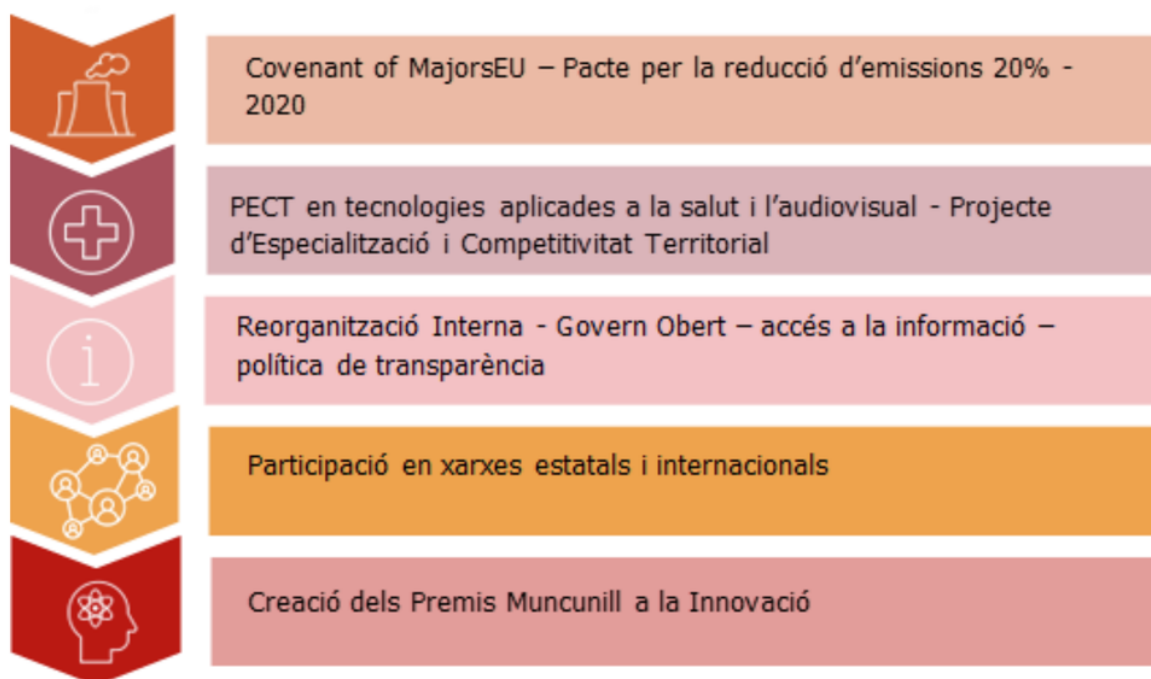 Covenant of MajorsEU – Pacte per la reducció d'emissions 20% -
2020
PECT en tecnologies aplicades a la salut i l'audiovisual - Projecte
d'Especialització i Competitivitat Territorial
i
Reorganització Interna - Govern Obert – accés a la informació –
política de transparència
Participació en xarxes estatals i internacionals
Creació dels Premis Muncunill a la Innovació